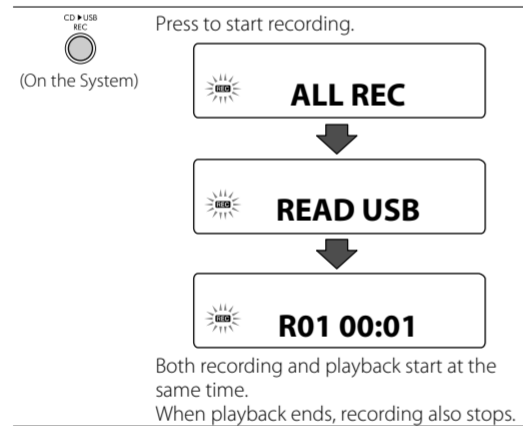 CD ▶ USB
REC
(On the System)
Press to start recording.
REC
ALL REC
REC
READ USB
REC
R01 00:01
Both recording and playback start at the
same time.
When playback ends, recording also stops.